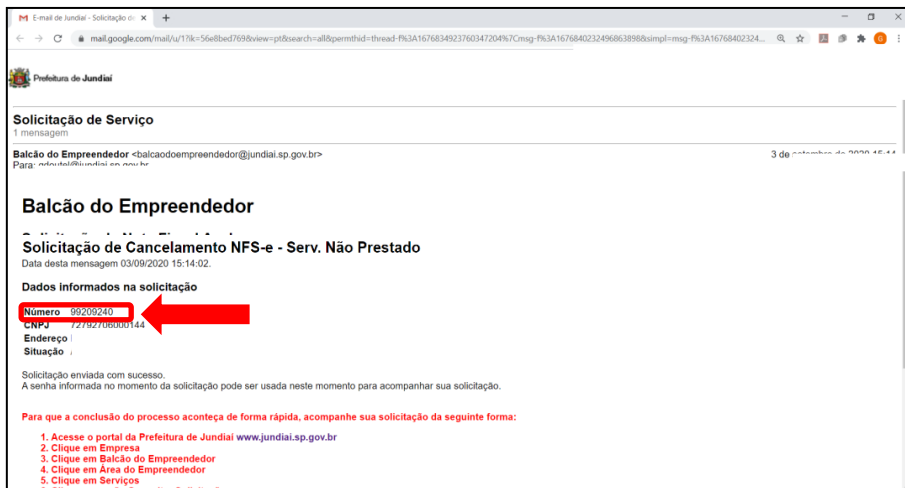 E-mail de Jundiaí - Solicitação de
mail.google.com/mail/u/1?ik=56e8bed769&view=pt&search=all&permthid=thread-f%3A1676834923760347204%7Cmsg-f%3A1676840232496863898&simpl=msg-f%3A16768402324...
Prefeitura de Jundiaí
Solicitação de Serviço
1 mensagem
Balcão do Empreendedor <balcaodoempreendedor@jundiai.sp.gov.br>
3 de setembro de 2020 15:14
Para:
Balcão do Empreendedor
Solicitação de Cancelamento NFS-e - Serv. Não Prestado
Data desta mensagem 03/09/2020 15:14:02.
Dados informados na solicitação
Número 99209240
CNPJ 72792706000144
Endereço
Situação
Solicitação enviada com sucesso.
A senha informada no momento da solicitação pode ser usada neste momento para acompanhar sua solicitação.
Para que a conclusão do processo aconteça de forma rápida, acompanhe sua solicitação da seguinte forma:
1. Acesse o portal da Prefeitura de Jundiaí www.jundiai.sp.gov.br
2. Clique em Empresa
3. Clique em Balcão do Empreendedor
4. Clique em Área do Empreendedor
5. Clique em Serviços